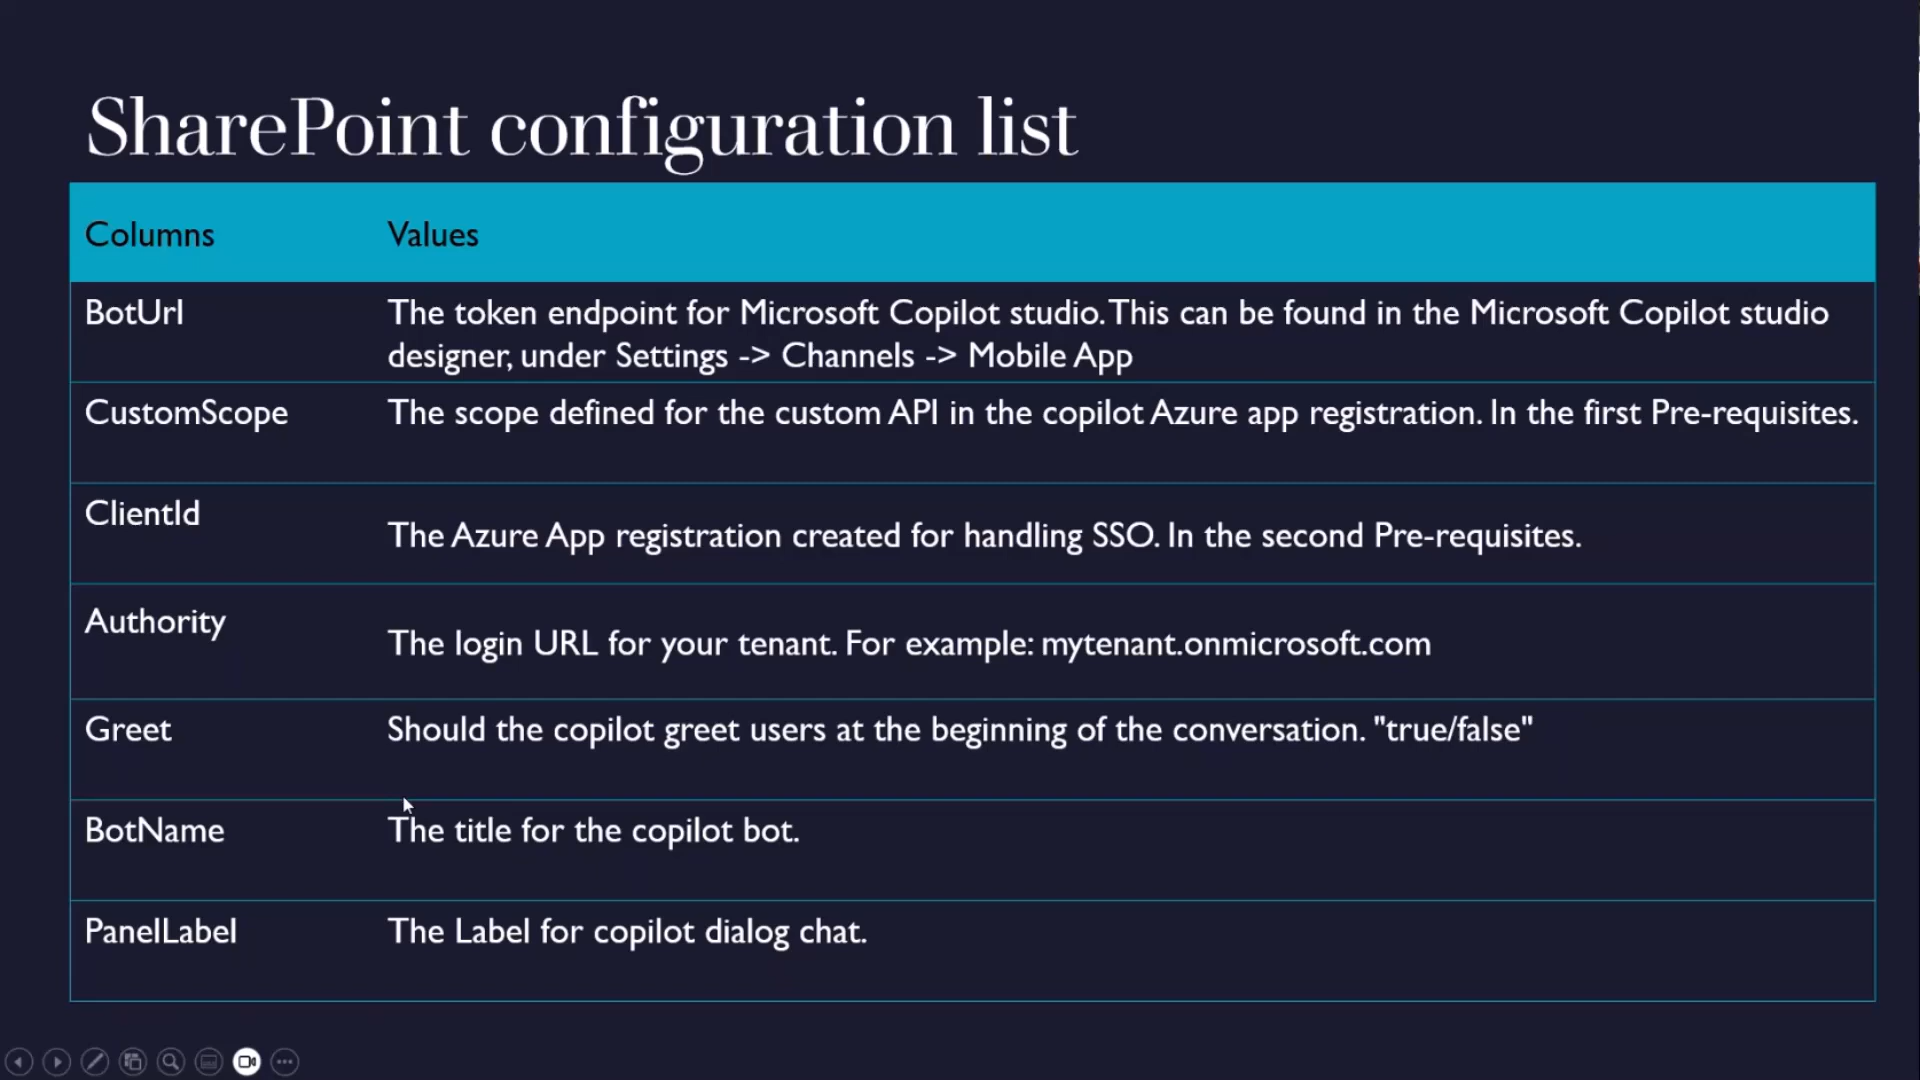 SharePoint configuration list
Columns
Values
BotUrl
The token endpoint for Microsoft Copilot studio. This can be found in the Microsoft Copilot studio
designer, under Settings -> Channels -> Mobile App
CustomScope
The scope defined for the custom API in the copilot Azure app registration. In the first Pre-requisites.
ClientId
The Azure App registration created for handling SSO. In the second Pre-requisites.
Authority
The login URL for your tenant. For example: mytenant.onmicrosoft.com
Greet
Should the copilot greet users at the beginning of the conversation. "true/false"
BotName
The title for the copilot bot.
PanelLabel
The Label for copilot dialog chat.